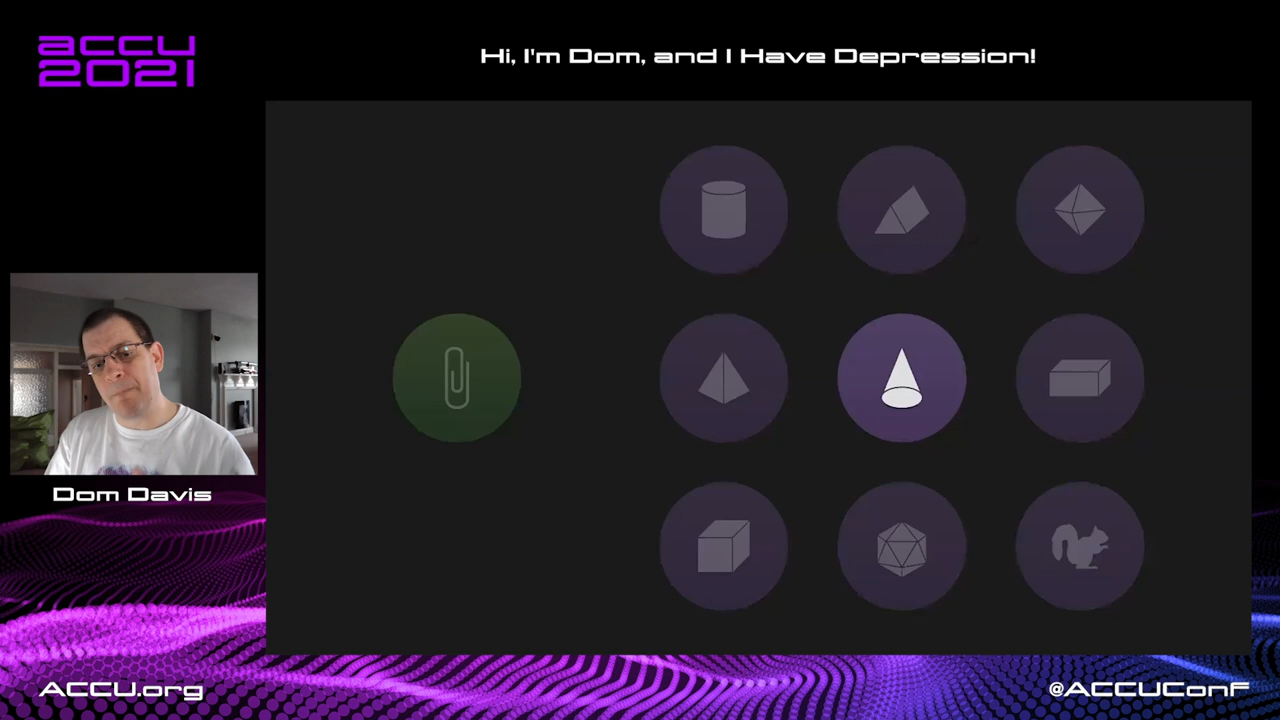 accu
2021
Hi, I'm Dom, and I Have Depression!
Dom Davis
ACCU.org
@ACCUConf